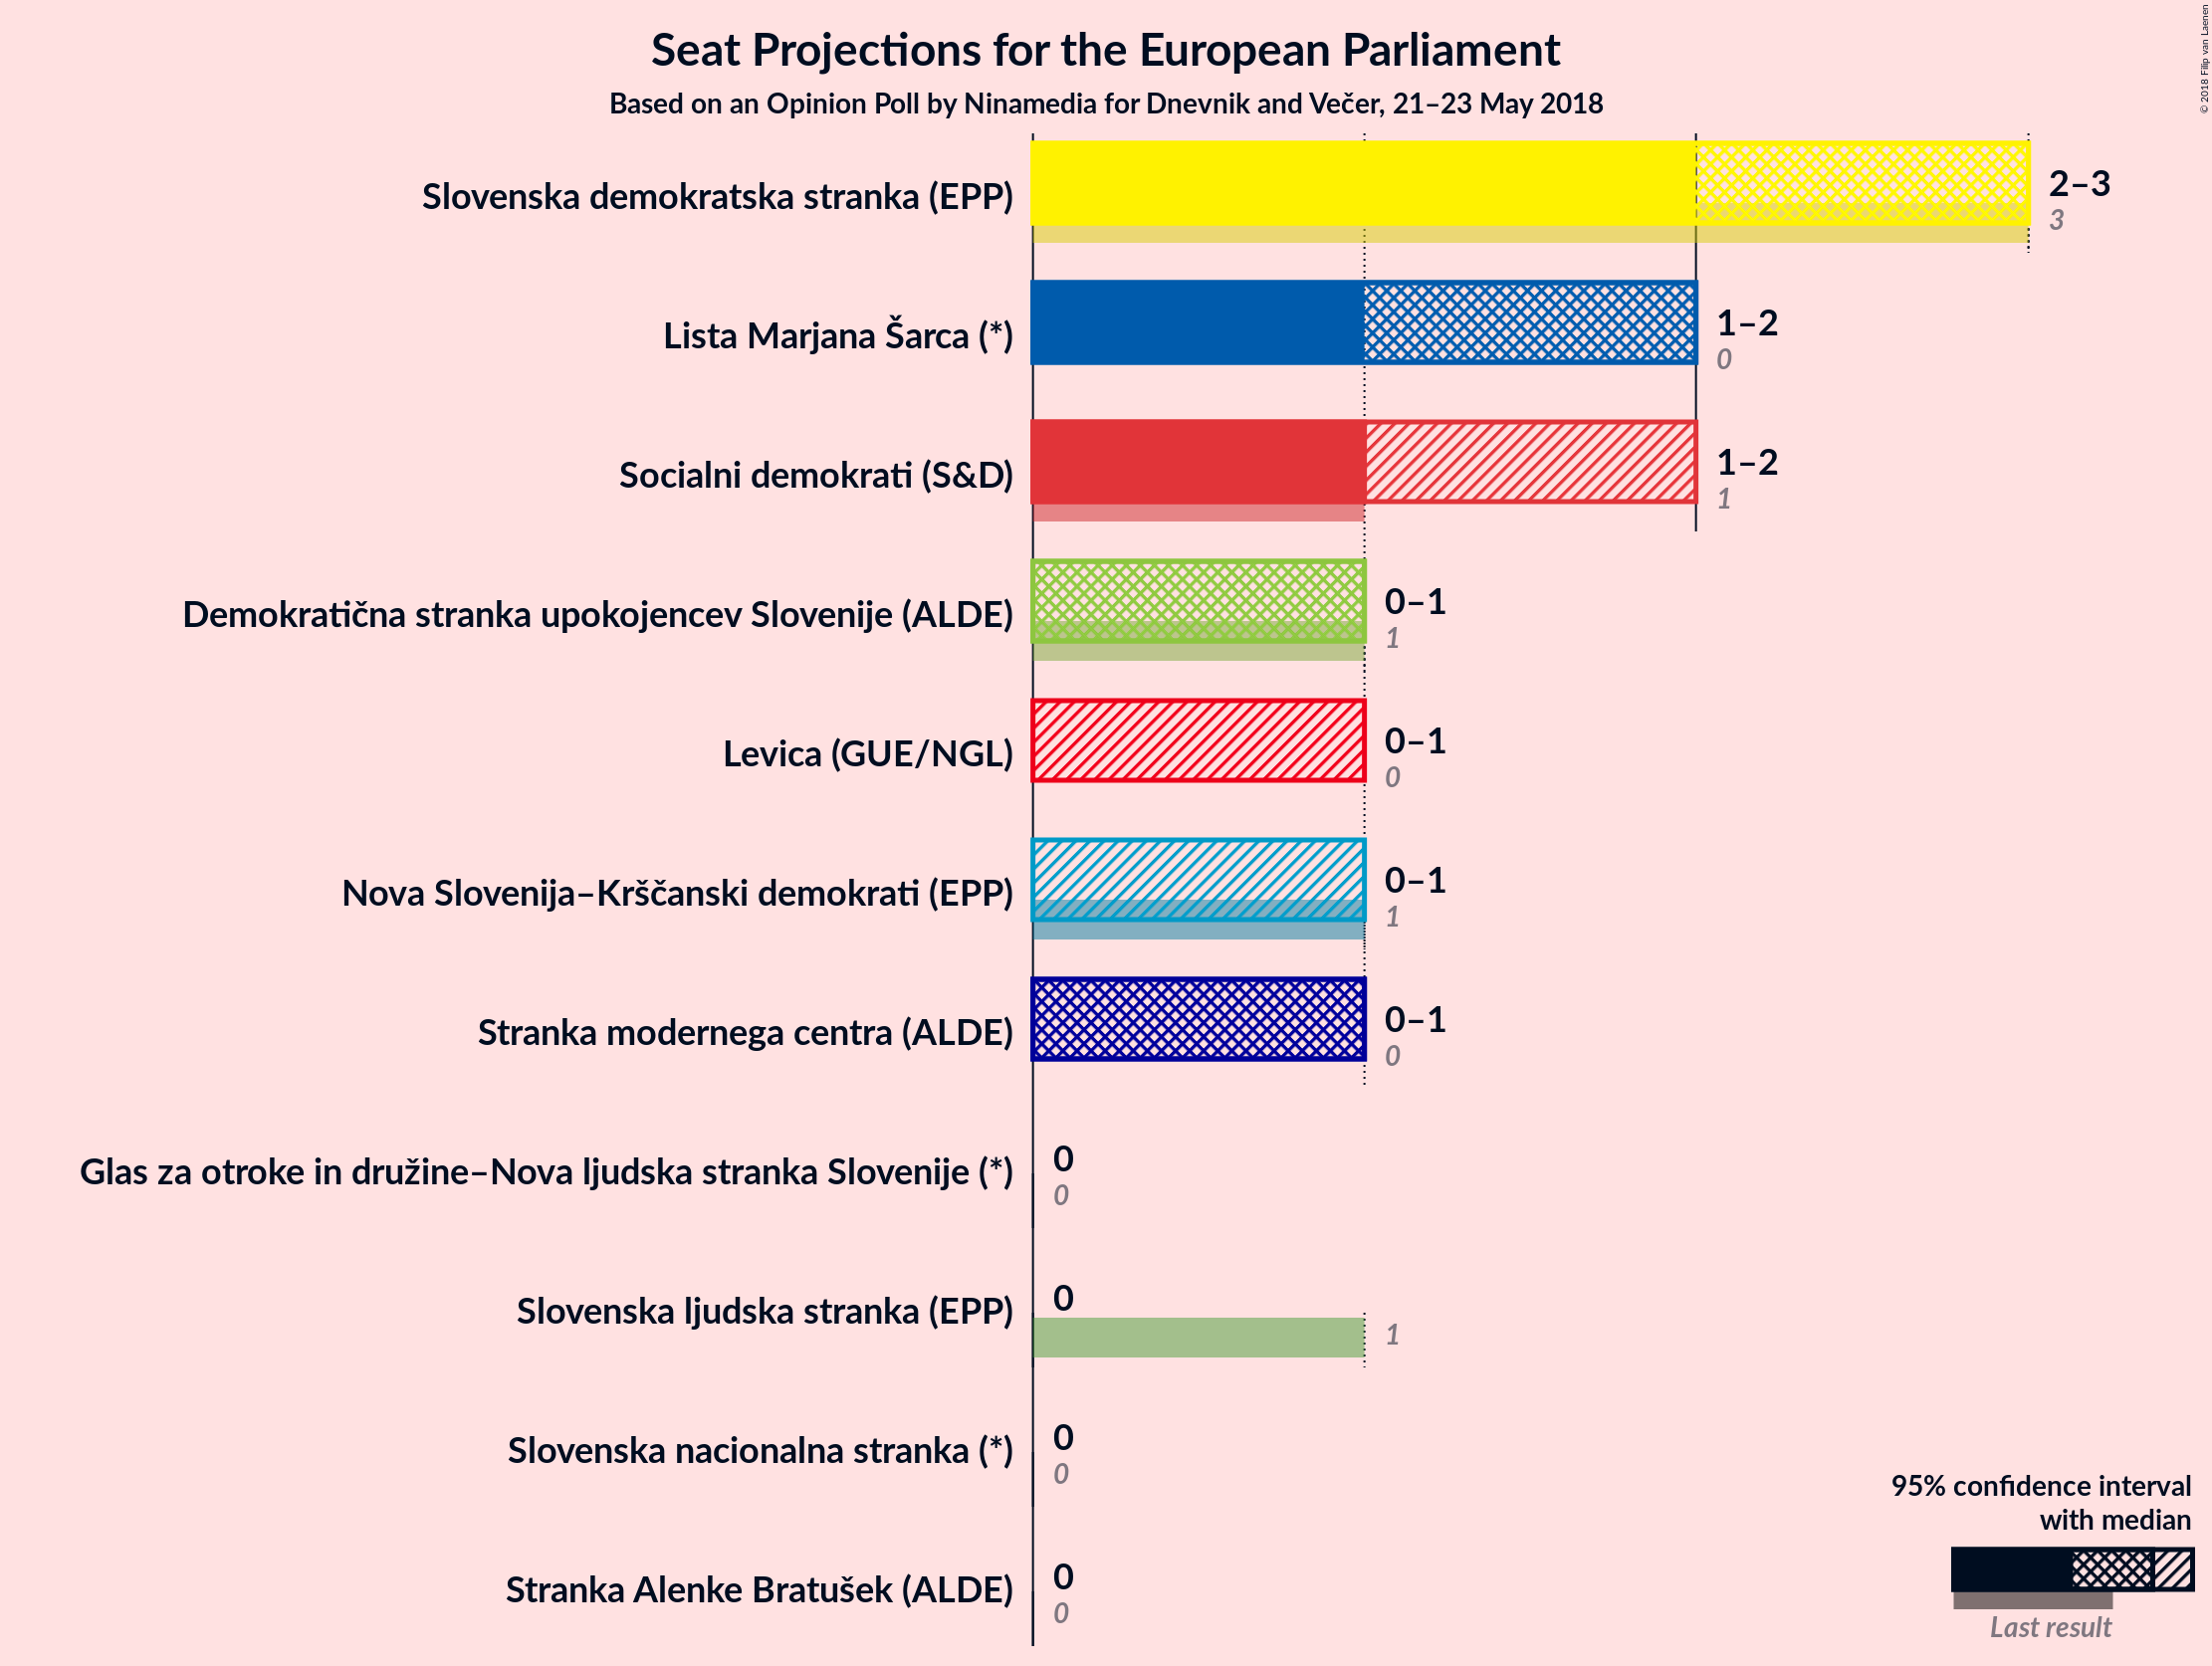 Seat Projections for the European Parliament
Based on an Opinion Poll by Ninamedia for Dnevnik and Večer, 21–23 May 2018
© 2018 Filip van Laenen
Slovenska demokratska stranka (EPP)
2–3
3
Lista Marjana Šarca (*)
1–2
0
Socialni demokrati (S&D)
1–2
1
Demokratična stranka upokojencev Slovenije (ALDE)
0–1
1
Levica (GUE/NGL)
0–1
0
Nova Slovenija–Krščanski demokrati (EPP)
0–1
1
Stranka modernega centra (ALDE)
0–1
0
Glas za otroke in družine–Nova ljudska stranka Slovenije (*)
0
0
Slovenska ljudska stranka (EPP)
0
1
Slovenska nacionalna stranka (*)
0
0
Stranka Alenke Bratušek (ALDE)
0
0
95% confidence interval
with median
Last result